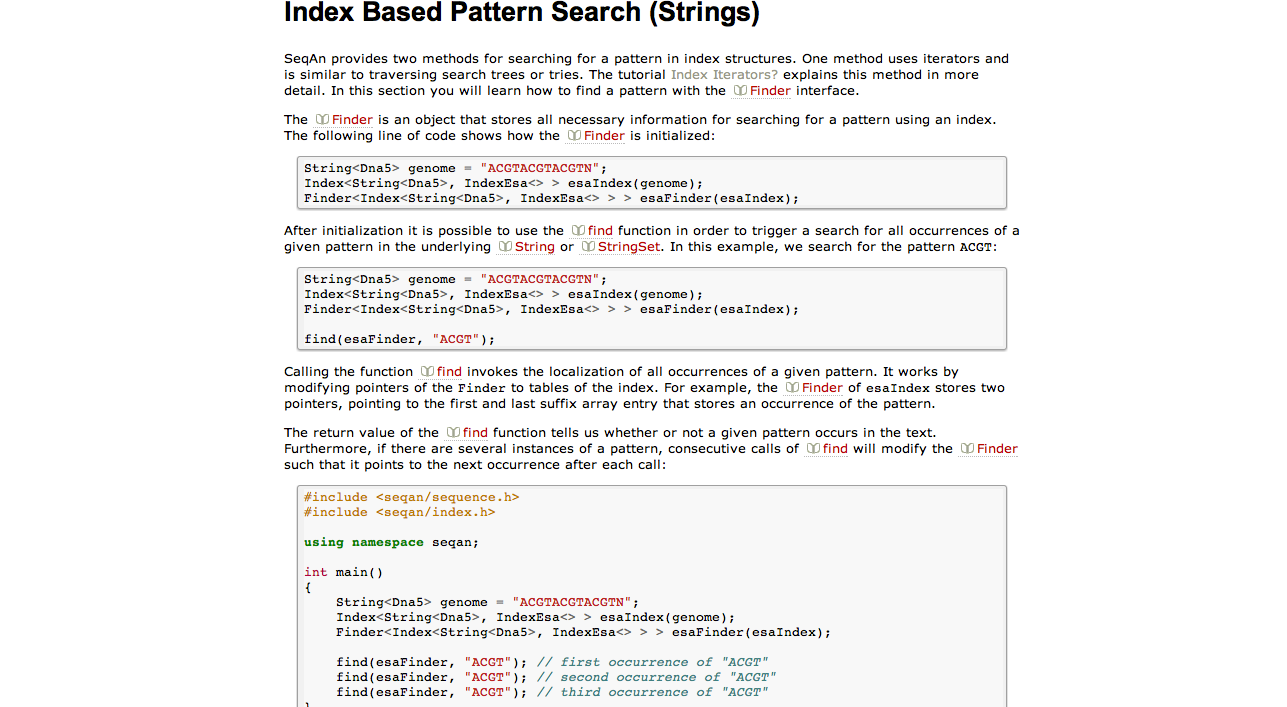 Index Based Pattern Search (Strings)
SeqAn provides two methods for searching for a pattern in index structures. One method uses iterators and
is similar to traversing search trees or tries. The tutorial Index Iterators? explains this method in more
detail. In this section you will learn how to find a pattern with the Finder interface.
The Finder is an object that stores all necessary information for searching for a pattern using an index.
The following line of code shows how the Finder is initialized:
String<Dna5> genome = "ACGTACGTACGTN";
Index<String<Dna5>, IndexEsa<> > esaIndex(genome);
Finder<Index<String<Dna5>, IndexEsa<> > > esaFinder(esaIndex);
After initialization it is possible to use the find function in order to trigger a search for all occurrences of a
given pattern in the underlying String or StringSet. In this example, we search for the pattern ACGT:
String<Dna5> genome = "ACGTACGTACGTN";
Index<String<Dna5>, IndexEsa<> > esaIndex(genome);
Finder<Index<String<Dna5>, IndexEsa<> > > esaFinder(esaIndex);
find(esaFinder, "ACGT");
Calling the function find invokes the localization of all occurrences of a given pattern. It works by
modifying pointers of the Finder to tables of the index. For example, the Finder of esaIndex stores two
pointers, pointing to the first and last suffix array entry that stores an occurrence of the pattern.
The return value of the find function tells us whether or not a given pattern occurs in the text.
Furthermore, if there are several instances of a pattern, consecutive calls of find will modify the Finder
such that it points to the next occurrence after each call:
#include <seqan/sequence.h>
#include <seqan/index.h>
using namespace seqan;
int main()
{
String<Dna5> genome = "ACGTACGTACGTN";
Index<String<Dna5>, IndexEsa<> > esaIndex(genome);
Finder<Index<String<Dna5>, IndexEsa<> > > esaFinder(esaIndex);
find(esaFinder, "ACGT"); // first occurrence of "ACGT"
find(esaFinder, "ACGT"); // second occurrence of "ACGT"
find(esaFinder, "ACGT"); // third occurrence of "ACGT"
}